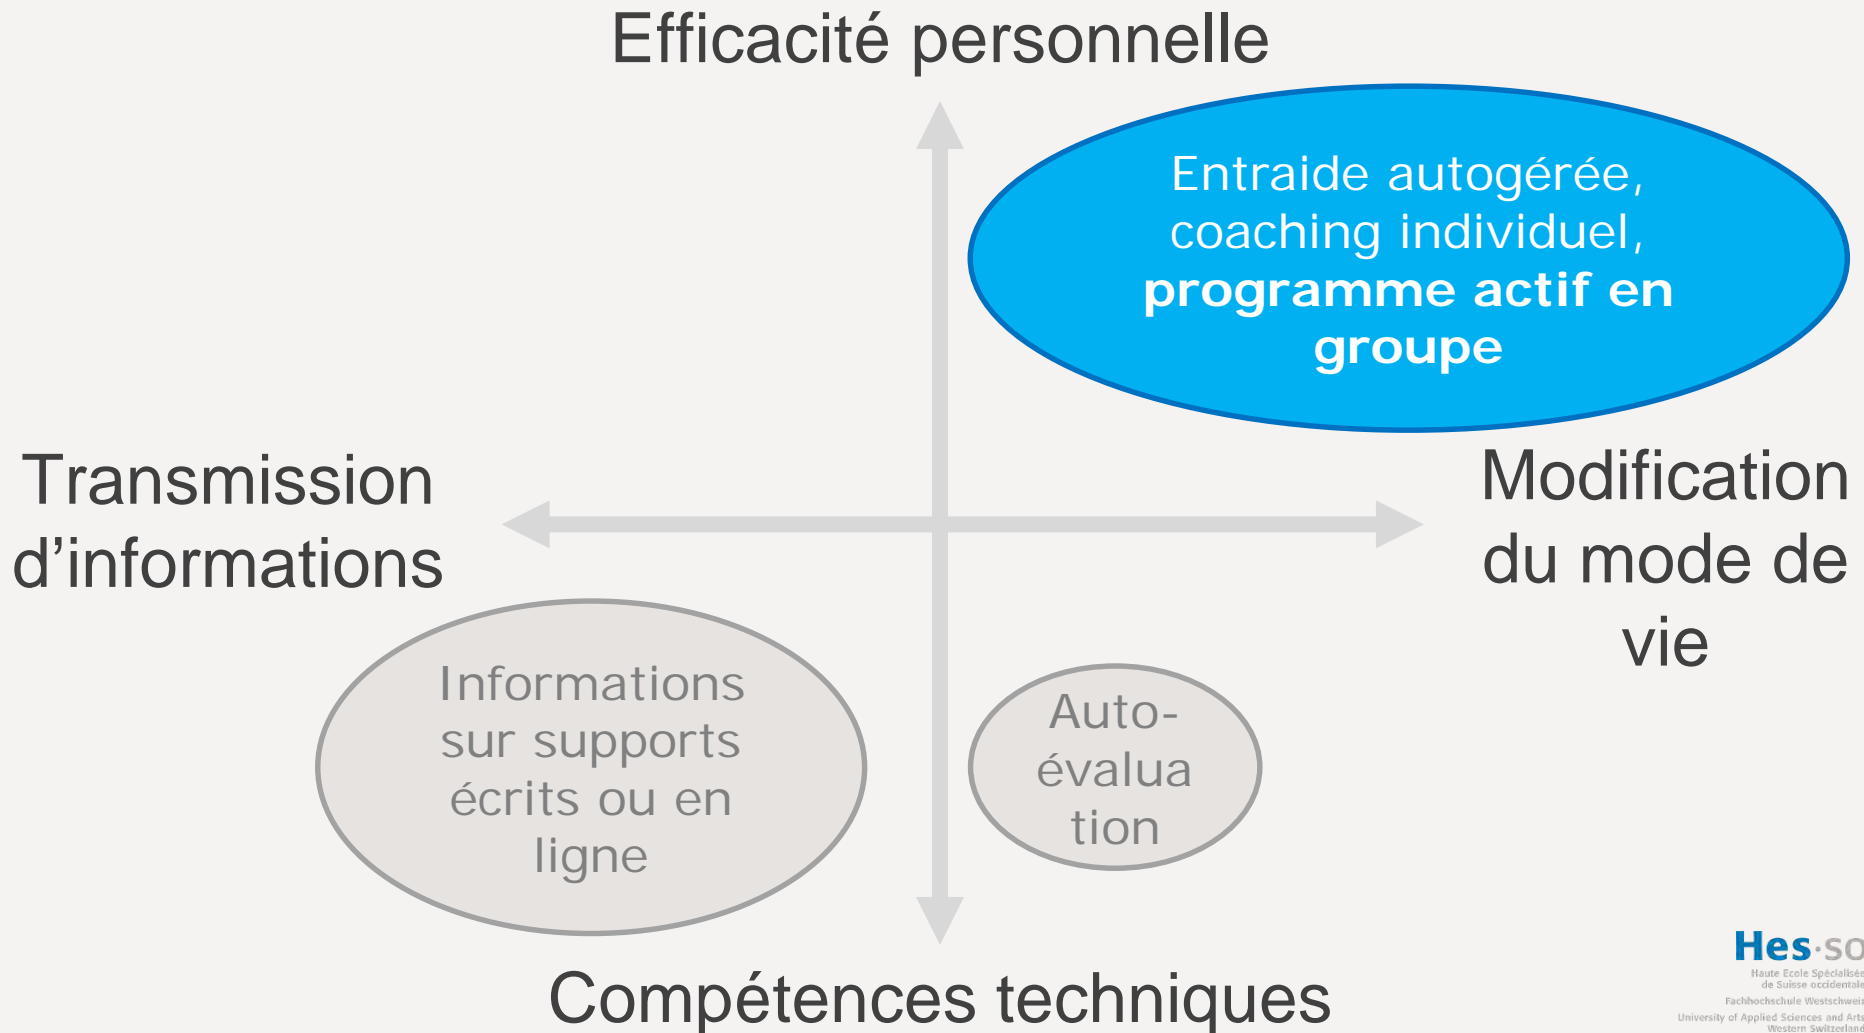 Efficacité personnelle
Entraide autogérée,
coaching individuel,
programme actif en
groupe
Transmission
d’informations
Modification
du mode de
vie
Informations
sur supports
écrits ou en
ligne
Auto-
évalua
tion
Compétences techniques
Hes·so
Haute Ecole Spécialisée
de Suisse occidentale
Fachhochschule Westschweiz
University of Applied Sciences and Arts
Western Switzerland